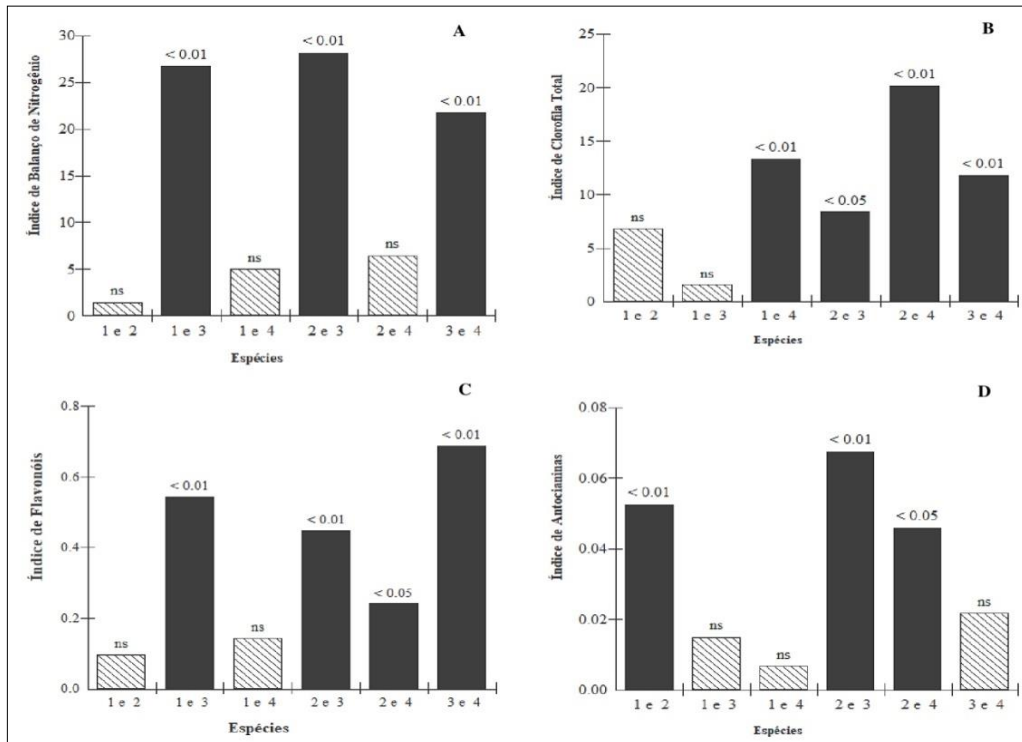 A
Índice de Balanço de Nitrogênio
30
25
20
15
10
5
0
ns
< 0.01
ns
< 0.01
ns
< 0.01
1 e 2
1 e 3
1 e 4
2 e 3
2 e 4
3 e 4
Espécies
B
Índice de Clorofila Total
25
20
15
10
5
0
ns
ns
< 0.01
< 0.05
< 0.01
< 0.01
1 e 2
1 e 3
1 e 4
2 e 3
2 e 4
3 e 4
Espécies
C
Índice de Flavonóis
0.8
0.6
0.4
0.2
0.0
ns
< 0.01
ns
< 0.01
< 0.05
< 0.01
1 e 2
1 e 3
1 e 4
2 e 3
2 e 4
3 e 4
Espécies
D
Índice de Antocianinas
0.08
0.06
0.04
0.02
0.00
< 0.01
ns
ns
< 0.01
< 0.05
ns
1 e 2
1 e 3
1 e 4
2 e 3
2 e 4
3 e 4
Espécies